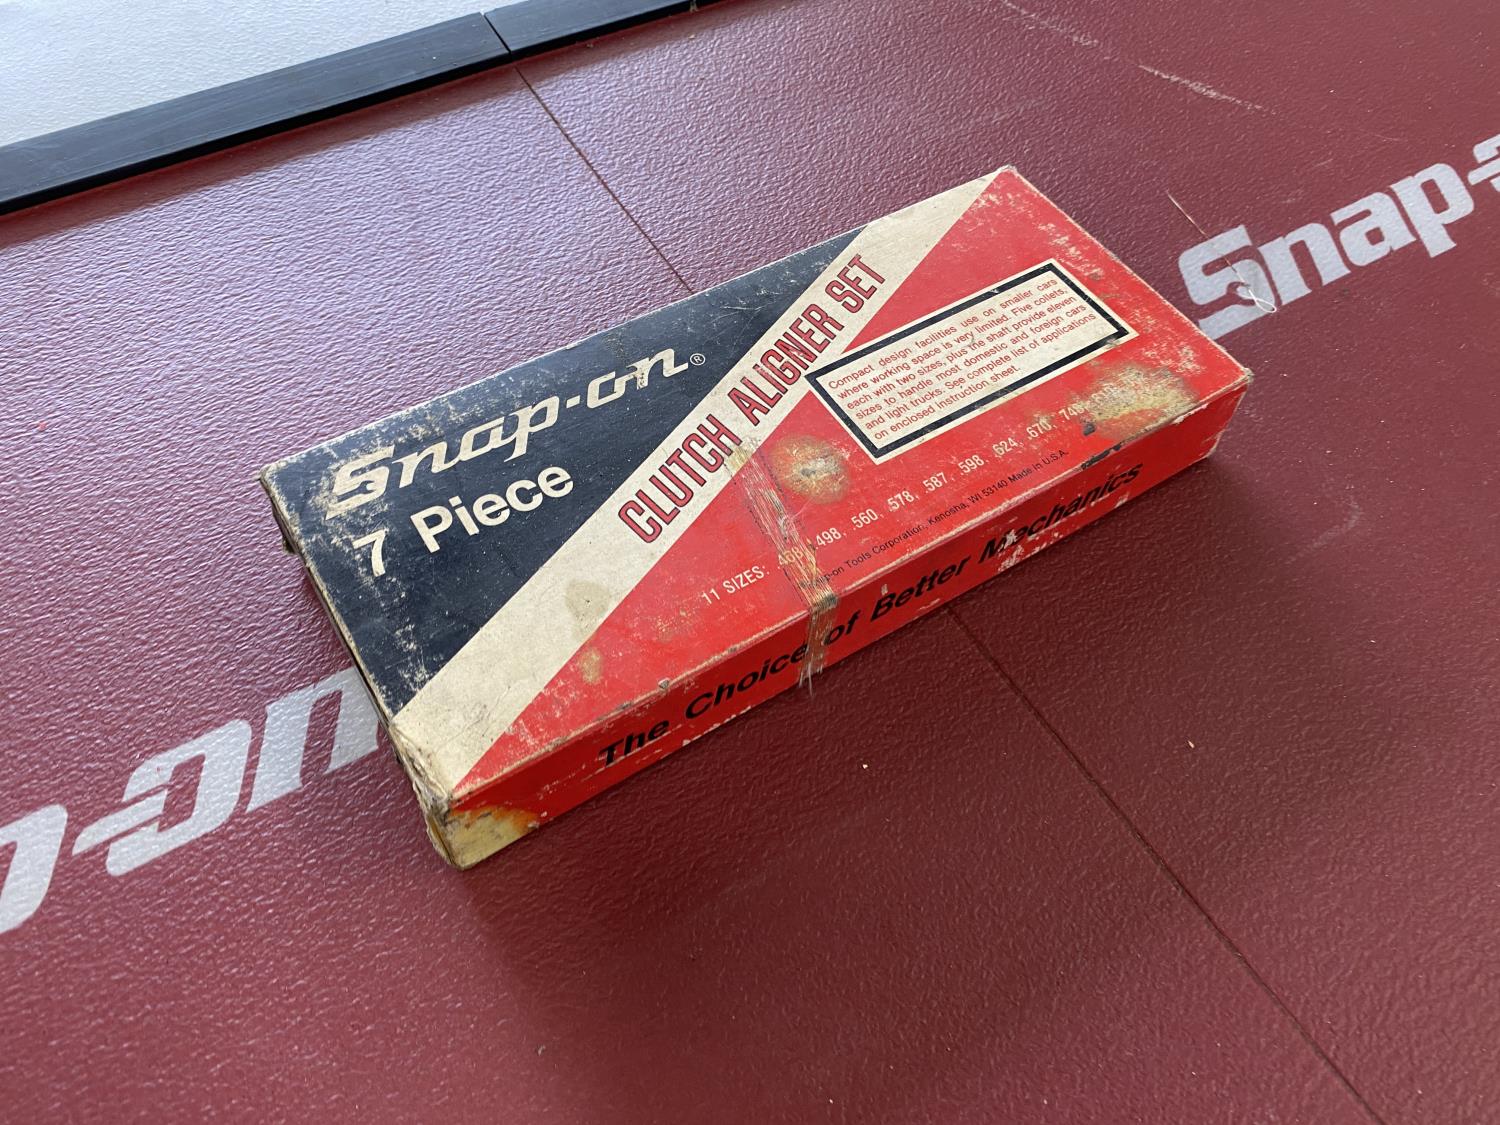 Snap-on®
7 Piece
CLUTCH ALIGNER SET
Compact design facilities use on smaller cars
where working space is very limited. Five collets,
each with two sizes, plus the shaft provide eleven
sizes to handle most domestic and foreign cars
and light trucks. See complete list of applications
on enclosed instruction sheet.
11 SIZES: .498, .560, .578, .587, .598, .624, .670,
Snap-on Tools Corporation, Kenosha, WI 53140 Made in U.S.A.
The Choice of Better Mechanics
Snap-on
p-on